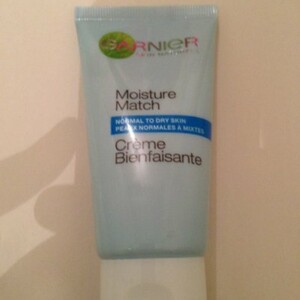 GARNIER
Moisture
Match
NORMAL TO DRY SKIN
PEAUX NORMALES À MIXTES
Crème
Bienfaisante